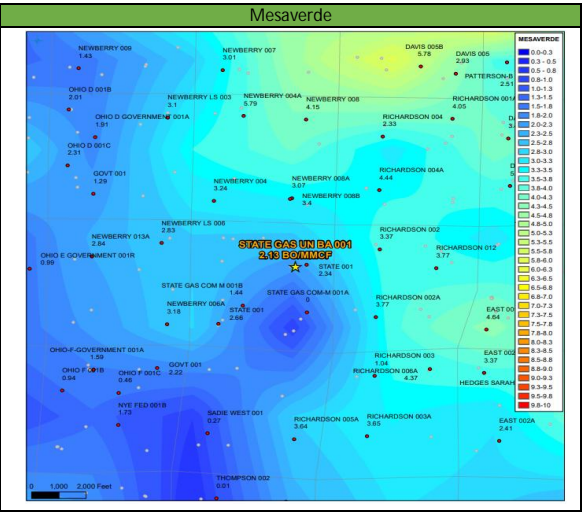 Mesaverde
NEWBERRY 009
1.43
NEWBERRY 007
3.01
DAVIS 005B
5.78
DAVIS 005
2.93
PATTERSON-B
2.51
OHIO D 001B
2.01
NEWBERRY LS 003
3.1
NEWBERRY 004A
5.79
NEWBERRY 008
4.15
RICHARDSON 001A
4.05
OHIO D GOVERNMENT 001A
1.91
RICHARDSON 004
2.33
OHIO D 001C
2.31
GOVT 001
1.29
NEWBERRY 004
3.24
NEWBERRY 008A
3.07
NEWBERRY 008B
3.4
RICHARDSON 004A
4.44
NEWBERRY LS 006
2.83
NEWBERRY 013A
2.84
OHIO E GOVERNMENT 001R
0.98
STATE GAS UN BA 001
2.13 BO/MMCF
STATE 001
2.34
RICHARDSON 002
3.37
RICHARDSON 012
3.77
STATE GAS COM M 001B
1.44
STATE GAS COM-M 001A
0
NEWBERRY 006A
3.18
STATE 001
2.66
RICHARDSON 002A
3.77
EAST 00
4.64
OHIO-F-GOVERNMENT 001A
1.59
OHIO F 001B
0.94
OHIO F 001C
0.46
GOVT 001
2.22
RICHARDSON 003
1.04
RICHARDSON 006A
4.37
EAST 002
3.37
HEDGES SARAH
NYE FED 001B
1.73
SADIE WEST 001
0.27
RICHARDSON 005A
3.64
RICHARDSON 003A
3.65
EAST 002A
2.41
THOMPSON 002
0.01
0 1,000 2,000 Feet
MESAVERDE
0.0-0.3
0.3 - 0.5
0.5 - 0.8
0.8-1.0
1.0-1.3
1.3-1.5
1.5-1.8
1.8-2.0
2.0-2.3
2.3-2.5
2.5-2.8
2.8-3.0
3.0-3.3
3.3-3.5
3.5-3.8
3.8-4.0
4.0-4.3
4.3-4.5
4.5-4.8
4.8-5.0
5.0-5.3
5.3-5.5
5.5-5.8
5.8-6.0
6.0-6.3
6.3-6.5
6.5-6.8
6.8-7.0
7.0-7.3
7.3-7.5
7.5-7.8
7.8-8.0
8.0-8.3
8.3-8.5
8.5-8.8
8.8-9.0
9.0-9.3
9.3-9.5
9.5-9.8
9.8-10